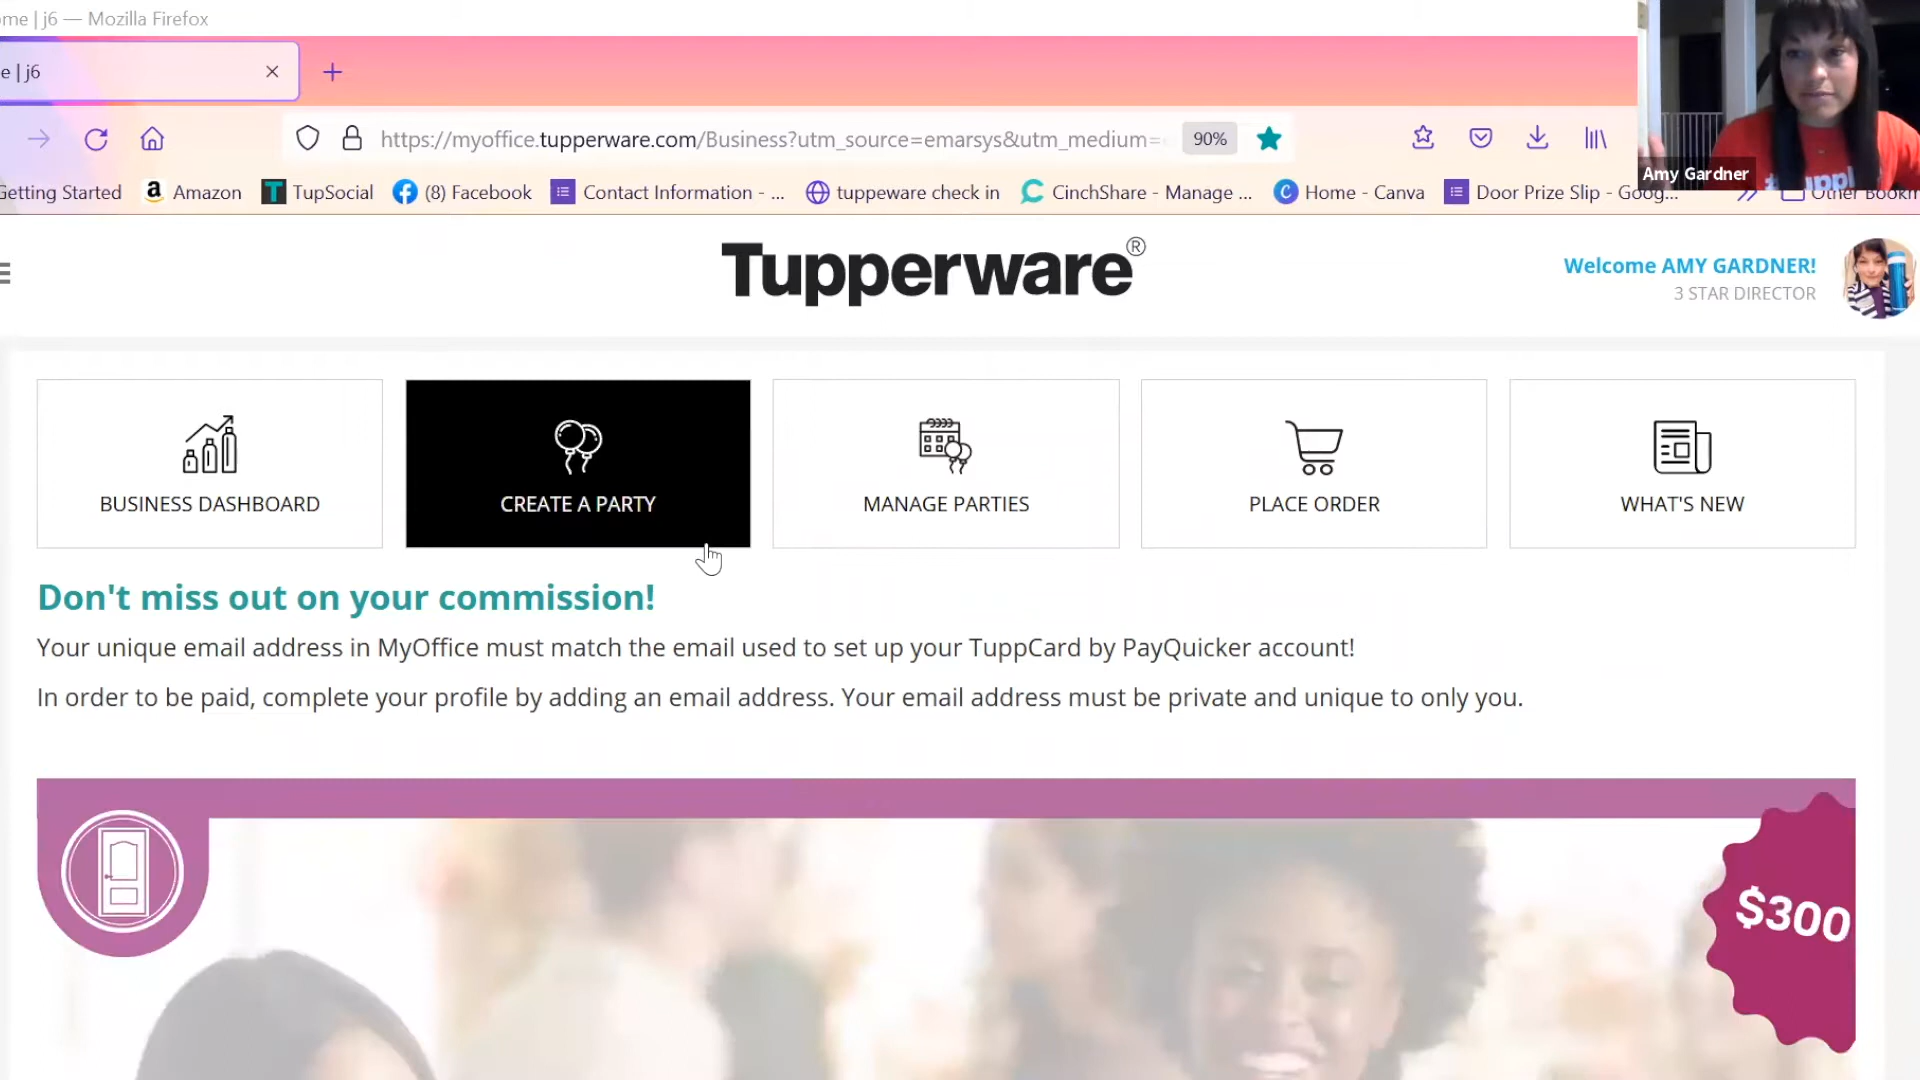 ome | j6 — Mozilla Firefox
e | j6
https://myoffice.tupperware.com/Business?utm_source=emarsys&utm_medium=
90%
Getting Started
Amazon
TupSocial
(8) Facebook
Contact Information - ...
tuppeware check in
CinchShare - Manage ...
Home - Canva
Door Prize Slip - Goog...
Other Bookm
Amy Gardner
Tupperware®
Welcome AMY GARDNER!
3 STAR DIRECTOR
BUSINESS DASHBOARD
CREATE A PARTY
MANAGE PARTIES
PLACE ORDER
WHAT'S NEW
Don't miss out on your commission!
Your unique email address in MyOffice must match the email used to set up your TuppCard by PayQuicker account!
In order to be paid, complete your profile by adding an email address. Your email address must be private and unique to only you.
$300